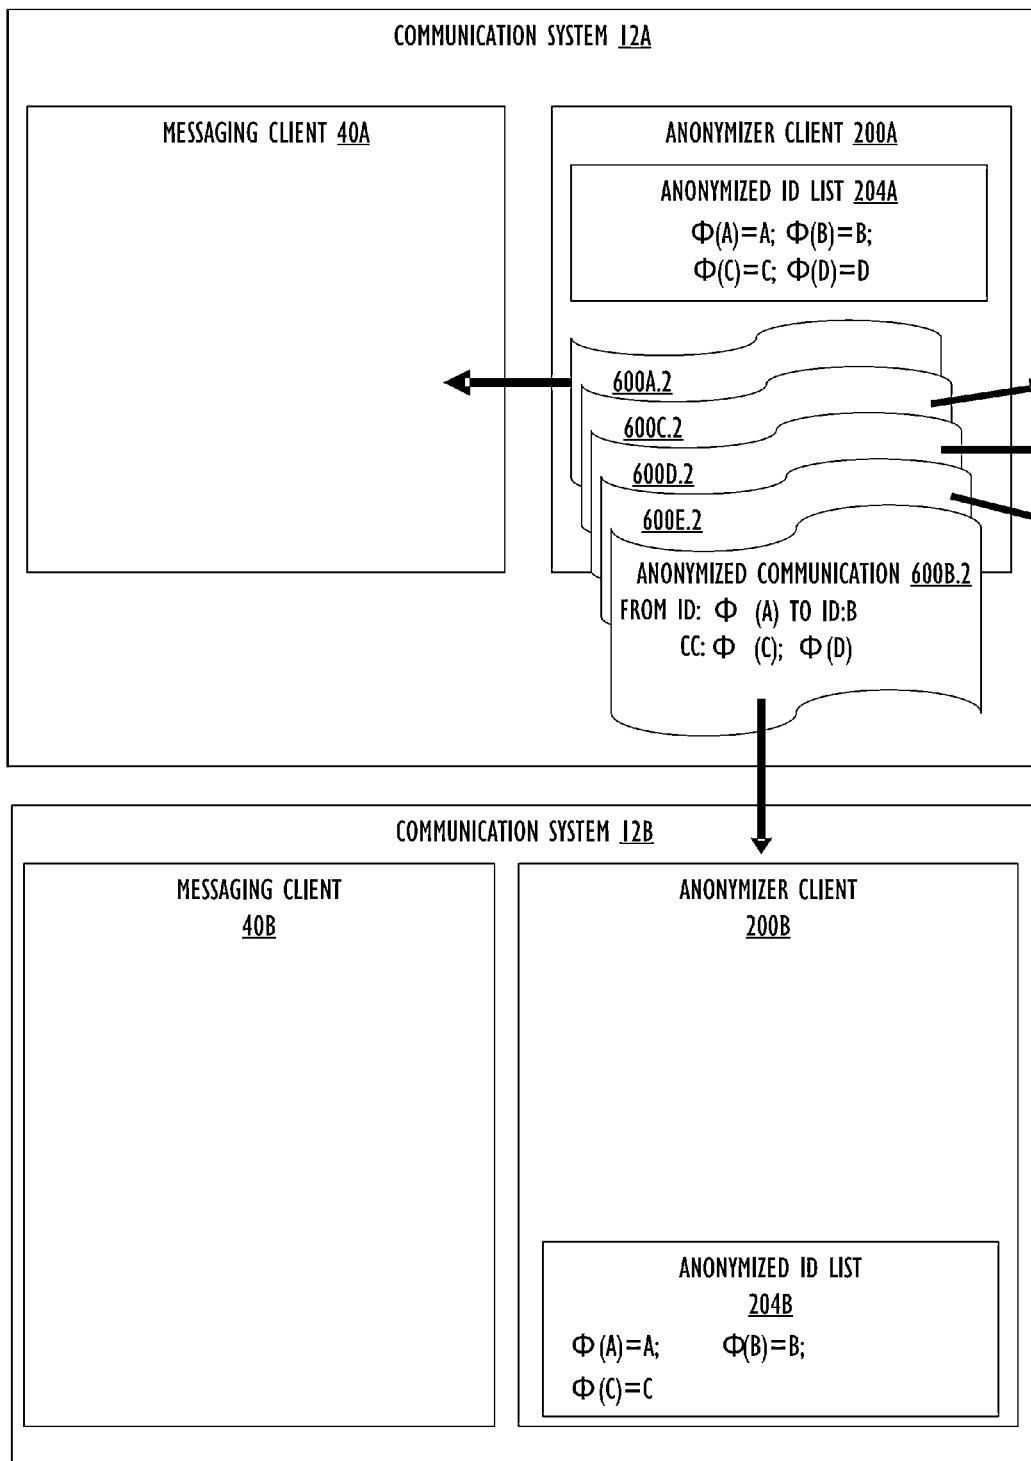 COMMUNICATION SYSTEM 12A
MESSAGING CLIENT 40A
ANONYMIZER CLIENT 200A
ANONYMIZED ID LIST 204A
Φ(A)=A; Φ(B)=B;
Φ(C)=C; Φ(D)=D
600A.2
600C.2
600D.2
600E.2
ANONYMIZED COMMUNICATION 600B.2
FROM ID: Φ (A) TO ID:B
CC: Φ (C); Φ(D)
COMMUNICATION SYSTEM 12B
MESSAGING CLIENT
40B
ANONYMIZER CLIENT
200B
ANONYMIZED ID LIST
204B
Φ(A)=A; Φ(B)=B;
Φ(C)=C